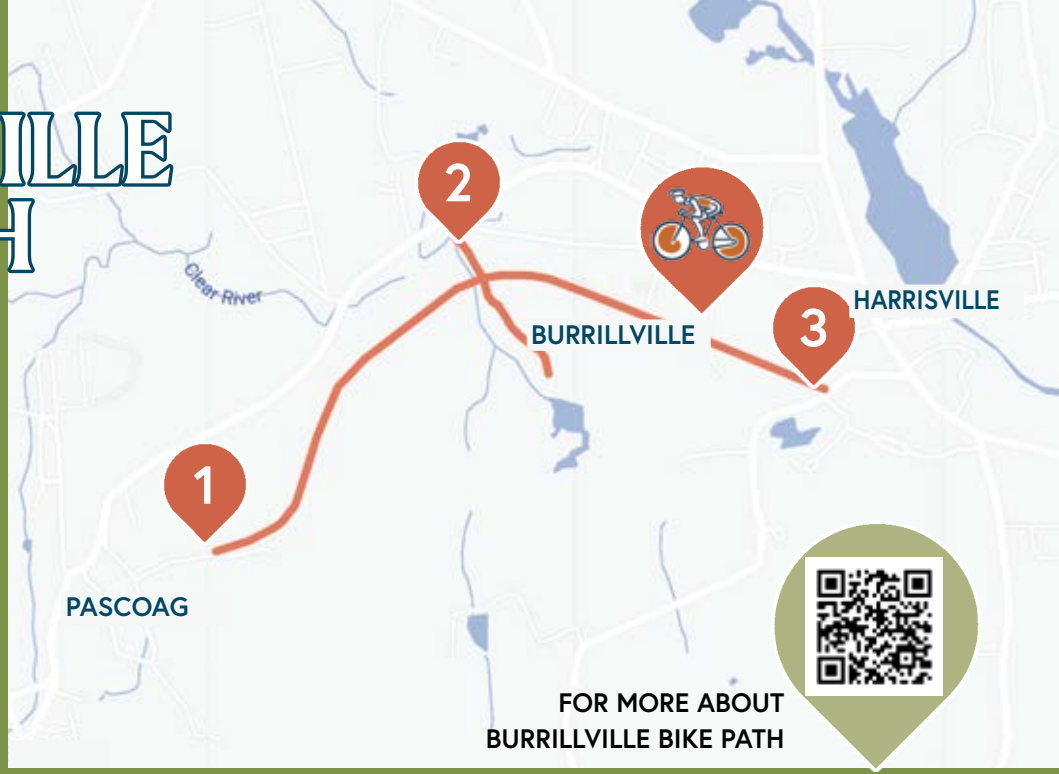 ILLE
H
2
Clear River
HARRISVILLE
3
BURRILLVILLE
1
PASCOAG
FOR MORE ABOUT
BURRILLVILLE BIKE PATH